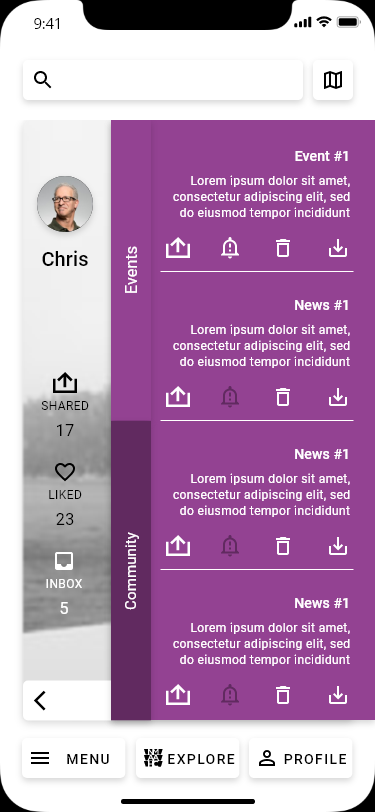 9:41
Chris
SHARED
17
LIKED
23
INBOX
5
Events
Community
Event #1
Lorem ipsum dolor sit amet,
consectetur adipiscing elit, sed
do eiusmod tempor incididunt
News #1
Lorem ipsum dolor sit amet,
consectetur adipiscing elit, sed
do eiusmod tempor incididunt
News #1
Lorem ipsum dolor sit amet,
consectetur adipiscing elit, sed
do eiusmod tempor incididunt
News #1
Lorem ipsum dolor sit amet,
consectetur adipiscing elit, sed
do eiusmod tempor incididunt
MENU
EXPLORE
PROFILE